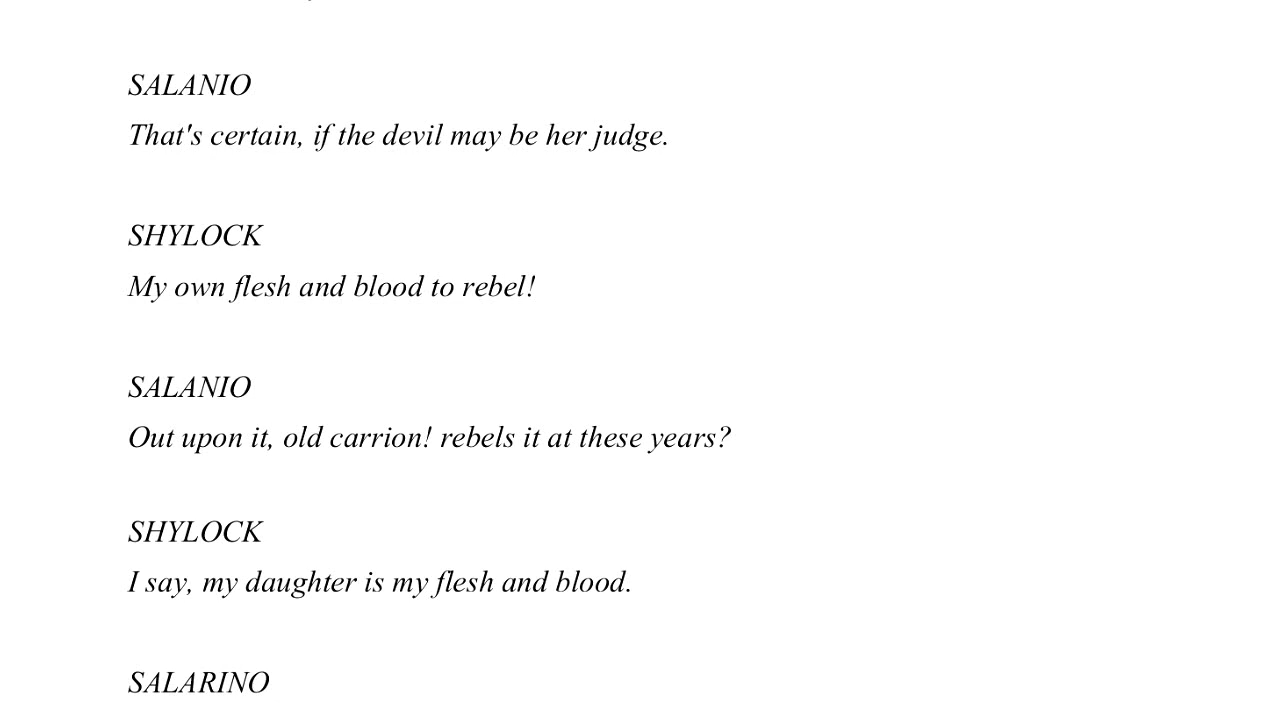 SALANIO
That's certain, if the devil may be her judge.
SHYLOCK
My own flesh and blood to rebel!
SALANIO
Out upon it, old carrion! rebels it at these years?
SHYLOCK
I say, my daughter is my flesh and blood.
SALARINO